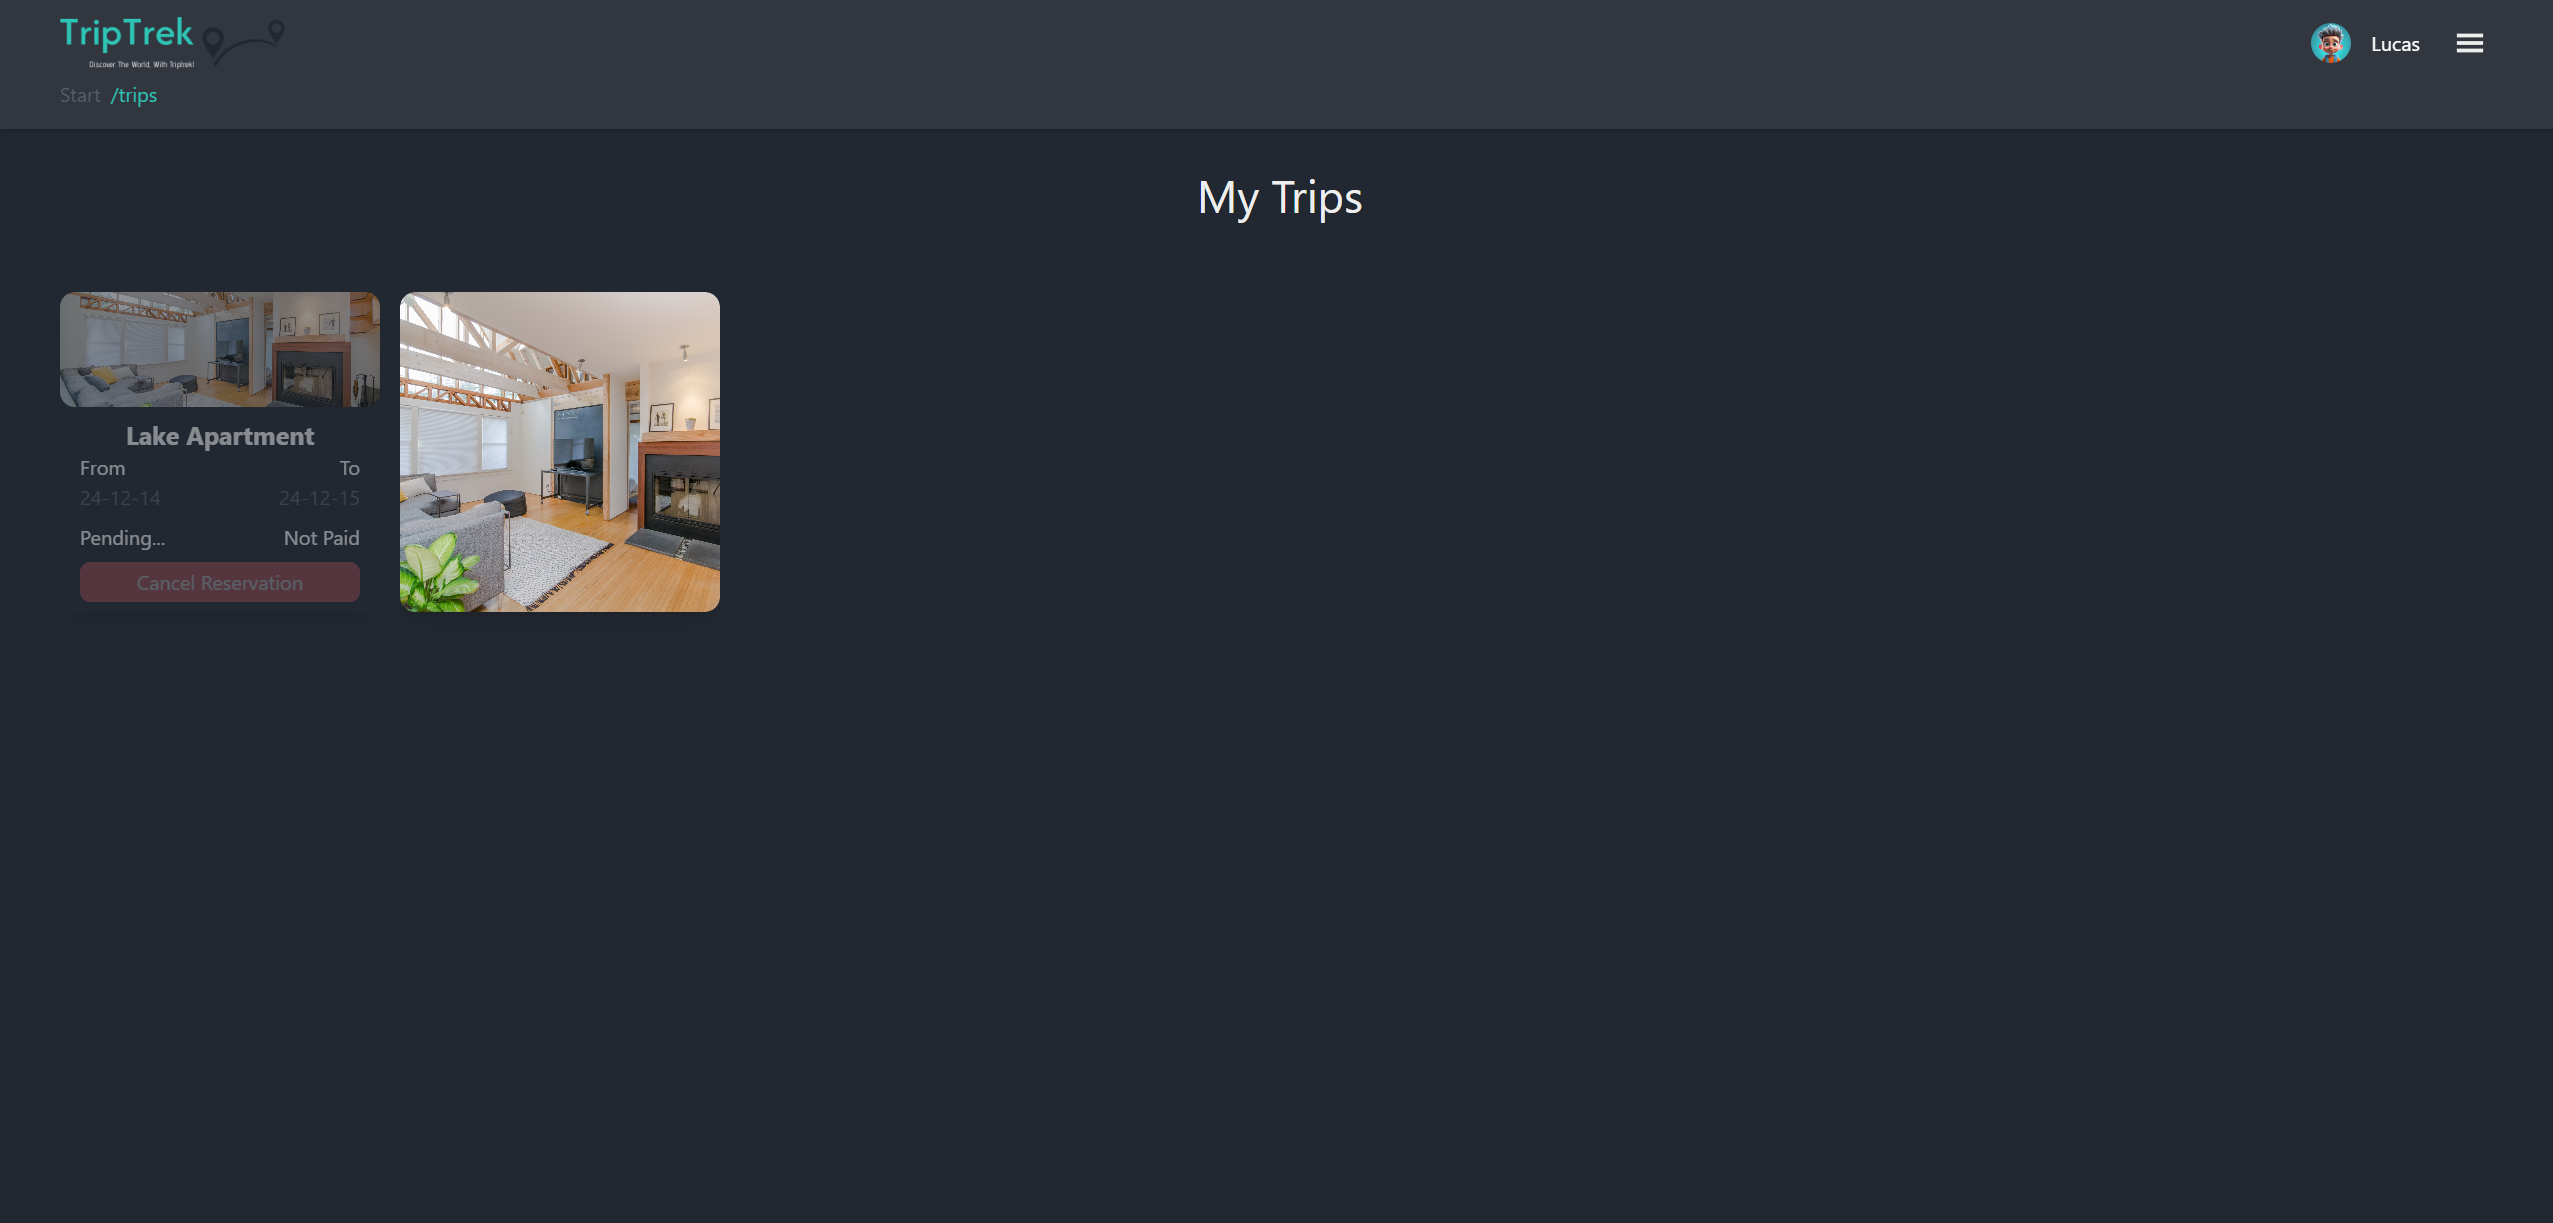 TripTrek
Discover The World, With Triptrek!
Lucas
Start /trips
My Trips
Lake Apartment
From To
24-12-14 24-12-15
Pending... Not Paid
Cancel Reservation